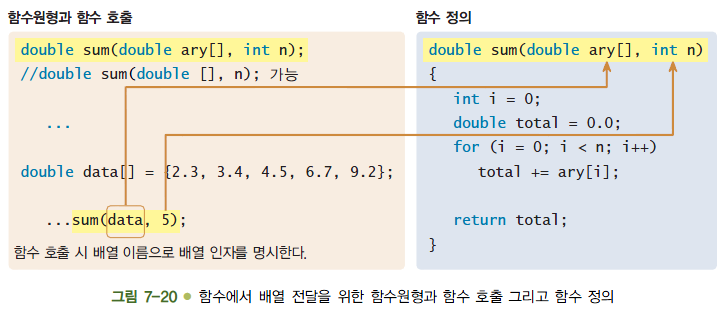 함수원형과 함수 호출
double sum(double ary[], int n);
//double sum(double [], n); 가능
...
double data[] = {2.3, 3.4, 4.5, 6.7, 9.2};
...sum(data, 5);
함수 호출 시 배열 이름으로 배열 인자를 명시한다.
함수 정의
double sum(double ary[], int n)
{
int i = 0;
double total = 0.0;
for (i = 0; i < n; i++)
total += ary[i];
return total;
}
그림 7-20 ● 함수에서 배열 전달을 위한 함수원형과 함수 호출 그리고 함수 정의